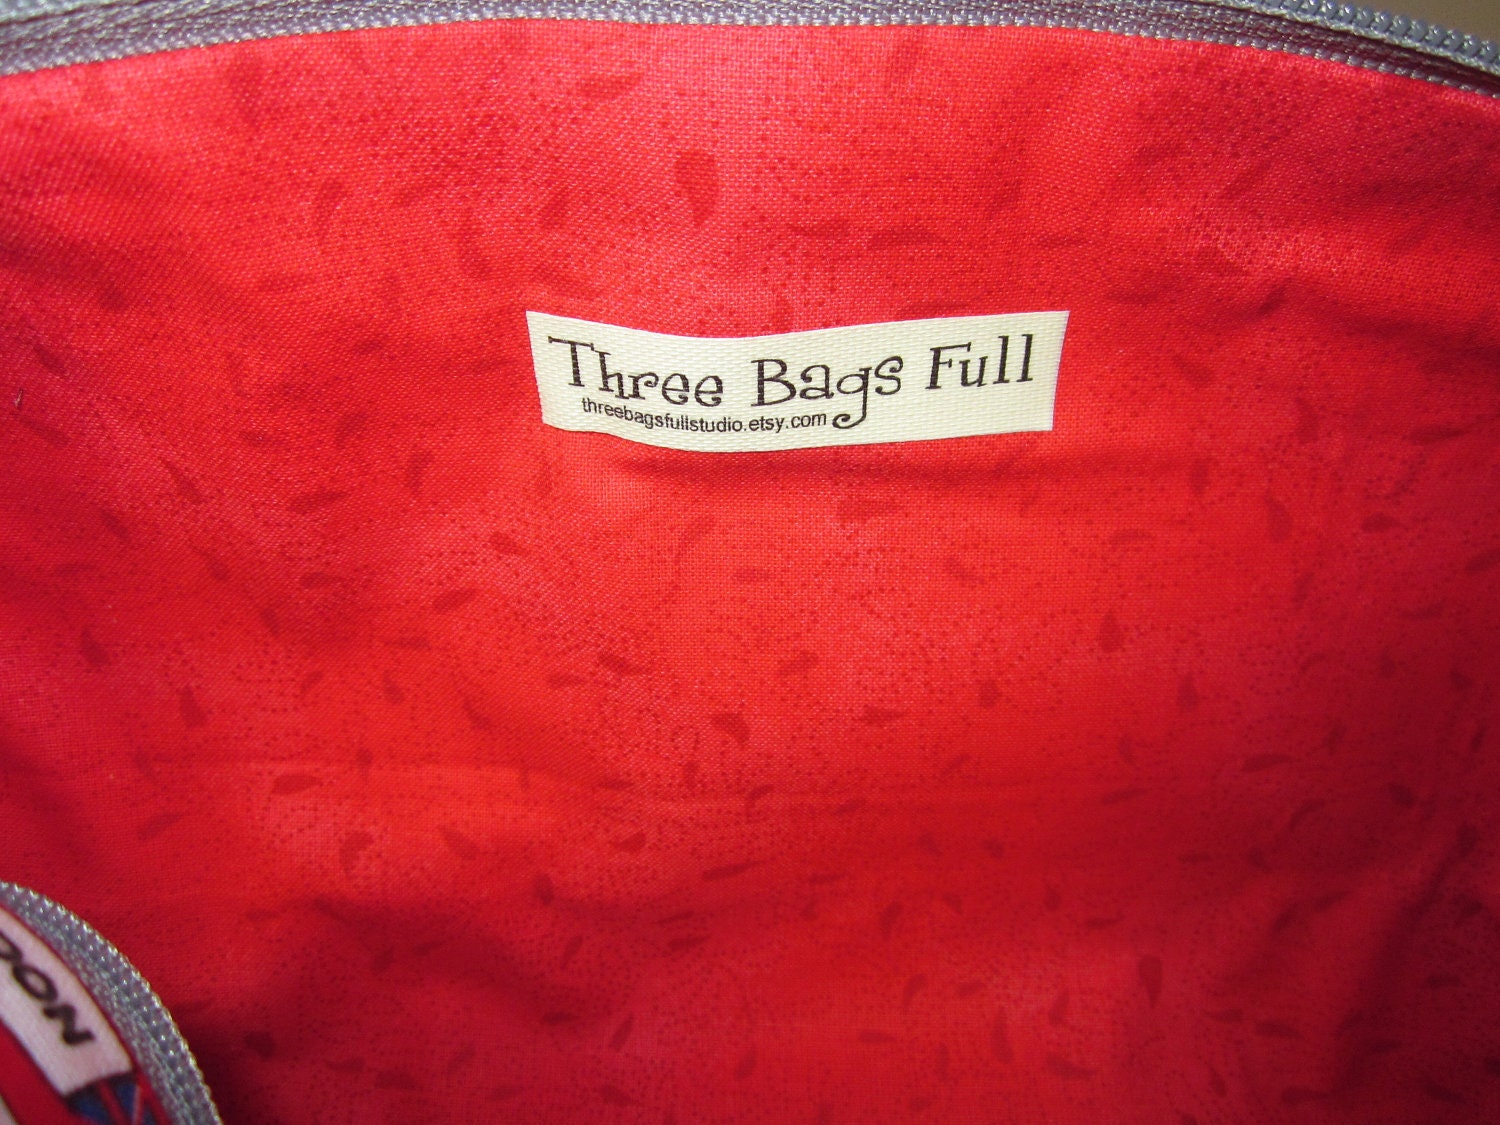 Three Bags Full
threebagsfullstudio.etsy.com